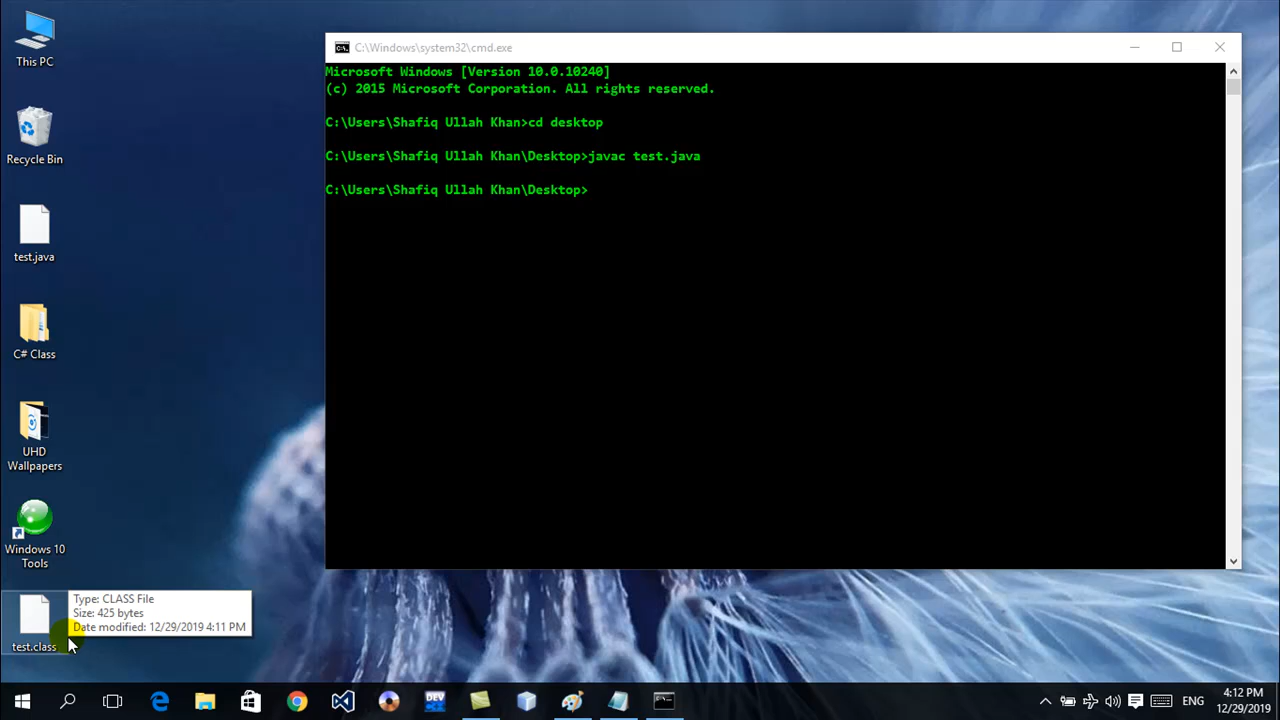 This PC
Recycle Bin
test.java
C# Class
UHD
Wallpapers
Windows 10
Tools
test.class
Type: CLASS File
Size: 425 bytes
Date modified: 12/29/2019 4:11 PM
C:\Windows\system32\cmd.exe
Microsoft Windows [Version 10.0.10240]
(c) 2015 Microsoft Corporation. All rights reserved.
C:\Users\Shafiq Ullah Khan>cd desktop
C:\Users\Shafiq Ullah Khan\Desktop>javac test.java
C:\Users\Shafiq Ullah Khan\Desktop>
DEV
ENG
4:12 PM
12/29/2019